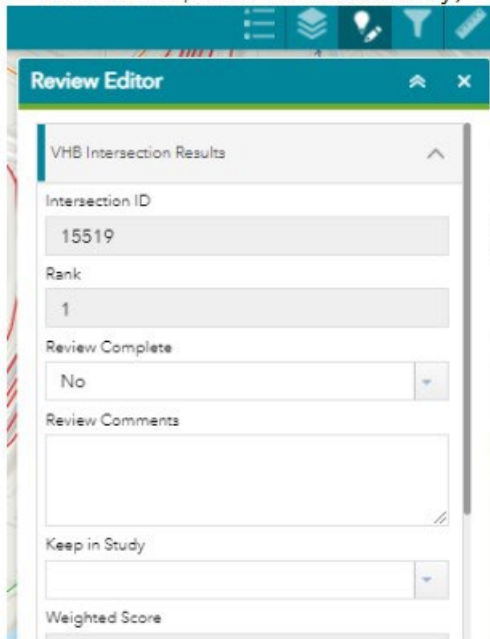 Review Editor
VHB Intersection Results
Intersection ID
15519
Rank
1
Review Complete
No
Review Comments
Keep in Study
Weighted Score